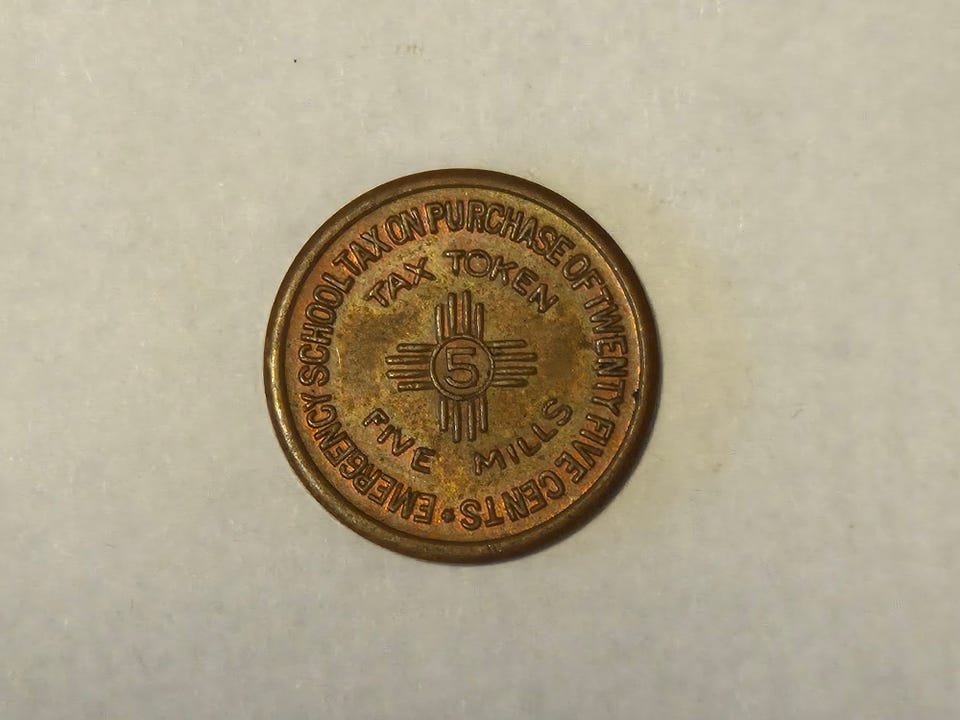 EMERGENCY SCHOOL TAX ON PURCHASE OF TWENTY FIVE CENTS •
TAX TOKEN
5
FIVE MILLS